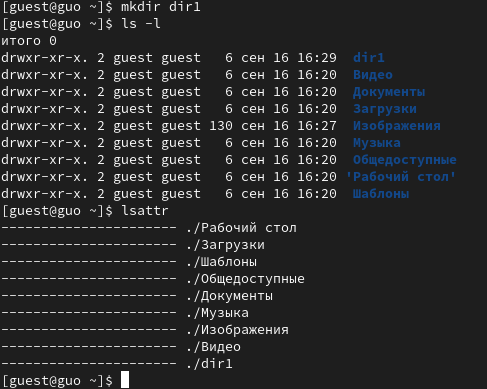 [guest@guo ~]$ mkdir dir1
[guest@guo ~]$ ls -l
итого 0
drwxr-xr-x. 2 guest guest   6 сен 16 16:29  dir1
drwxr-xr-x. 2 guest guest   6 сен 16 16:20  Видео
drwxr-xr-x. 2 guest guest   6 сен 16 16:20  Документы
drwxr-xr-x. 2 guest guest   6 сен 16 16:20  Загрузки
drwxr-xr-x. 2 guest guest 130 сен 16 16:27  Изображения
drwxr-xr-x. 2 guest guest   6 сен 16 16:20  Музыка
drwxr-xr-x. 2 guest guest   6 сен 16 16:20  Общедоступные
drwxr-xr-x. 2 guest guest   6 сен 16 16:20 'Рабочий стол'
drwxr-xr-x. 2 guest guest   6 сен 16 16:20  Шаблоны
[guest@guo ~]$ lsattr
---------------------- ./Рабочий стол
---------------------- ./Загрузки
---------------------- ./Шаблоны
---------------------- ./Общедоступные
---------------------- ./Документы
---------------------- ./Музыка
---------------------- ./Изображения
---------------------- ./Видео
---------------------- ./dir1
[guest@guo ~]$